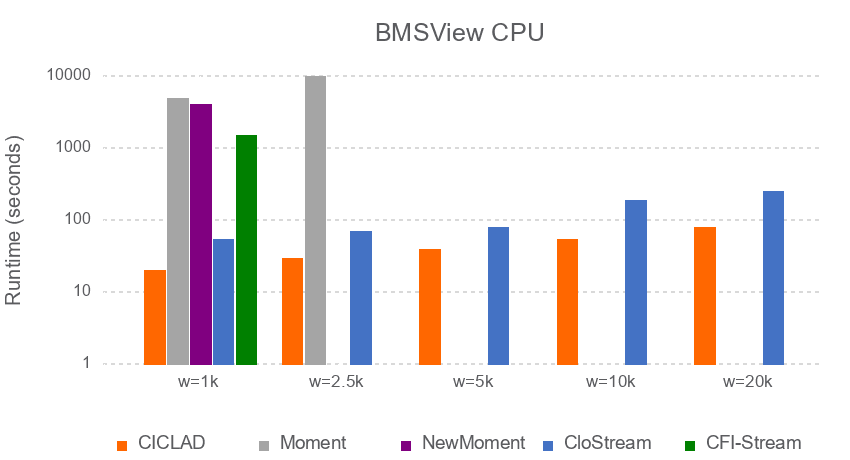 BMSView CPU
Runtime (seconds)
10000
1000
100
10
1
w=1k w=2.5k w=5k w=10k w=20k
CICLAD Moment NewMoment CloStream CFI-Stream